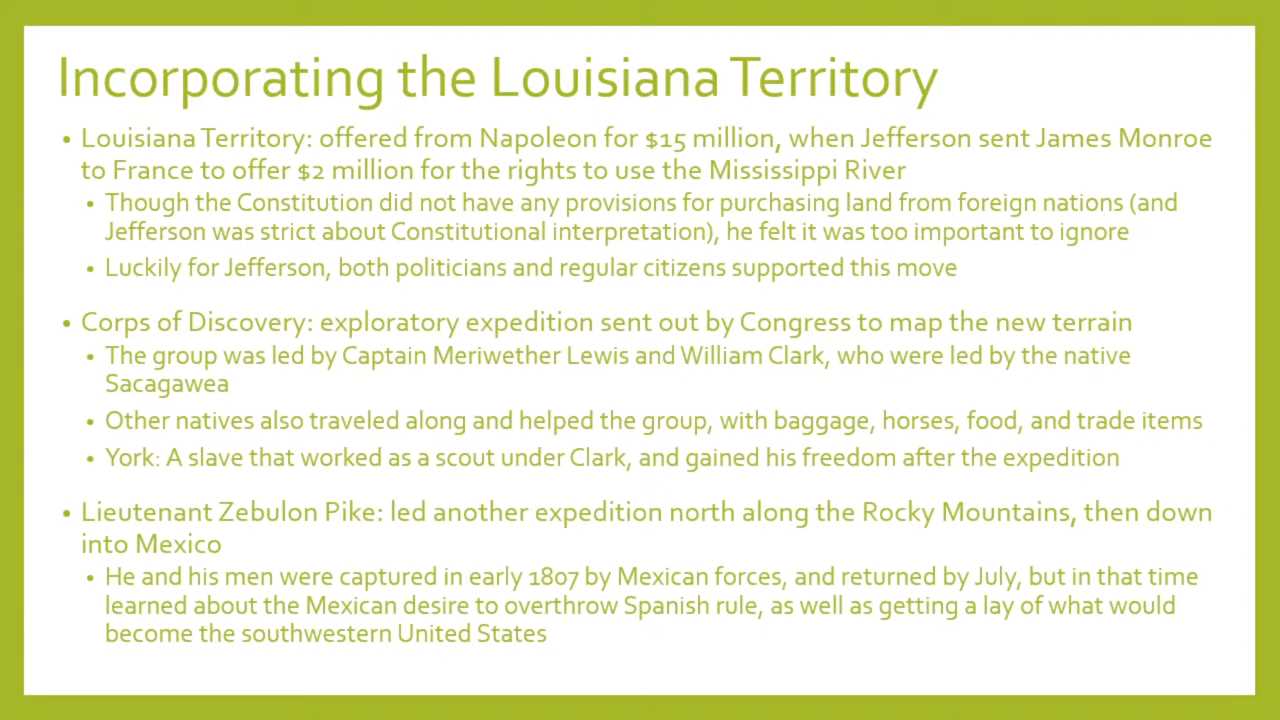 Incorporating the Louisiana Territory
• Louisiana Territory: offered from Napoleon for $15 million, when Jefferson sent James Monroe
to France to offer $2 million for the rights to use the Mississippi River
• Though the Constitution did not have any provisions for purchasing land from foreign nations (and
Jefferson was strict about Constitutional interpretation), he felt it was too important to ignore
• Luckily for Jefferson, both politicians and regular citizens supported this move
• Corps of Discovery: exploratory expedition sent out by Congress to map the new terrain
• The group was led by Captain Meriwether Lewis and William Clark, who were led by the native
Sacagawea
• Other natives also traveled along and helped the group, with baggage, horses, food, and trade items
• York: A slave that worked as a scout under Clark, and gained his freedom after the expedition
• Lieutenant Zebulon Pike: led another expedition north along the Rocky Mountains, then down
into Mexico
• He and his men were captured in early 1807 by Mexican forces, and returned by July, but in that time
learned about the Mexican desire to overthrow Spanish rule, as well as getting a lay of what would
become the southwestern United States